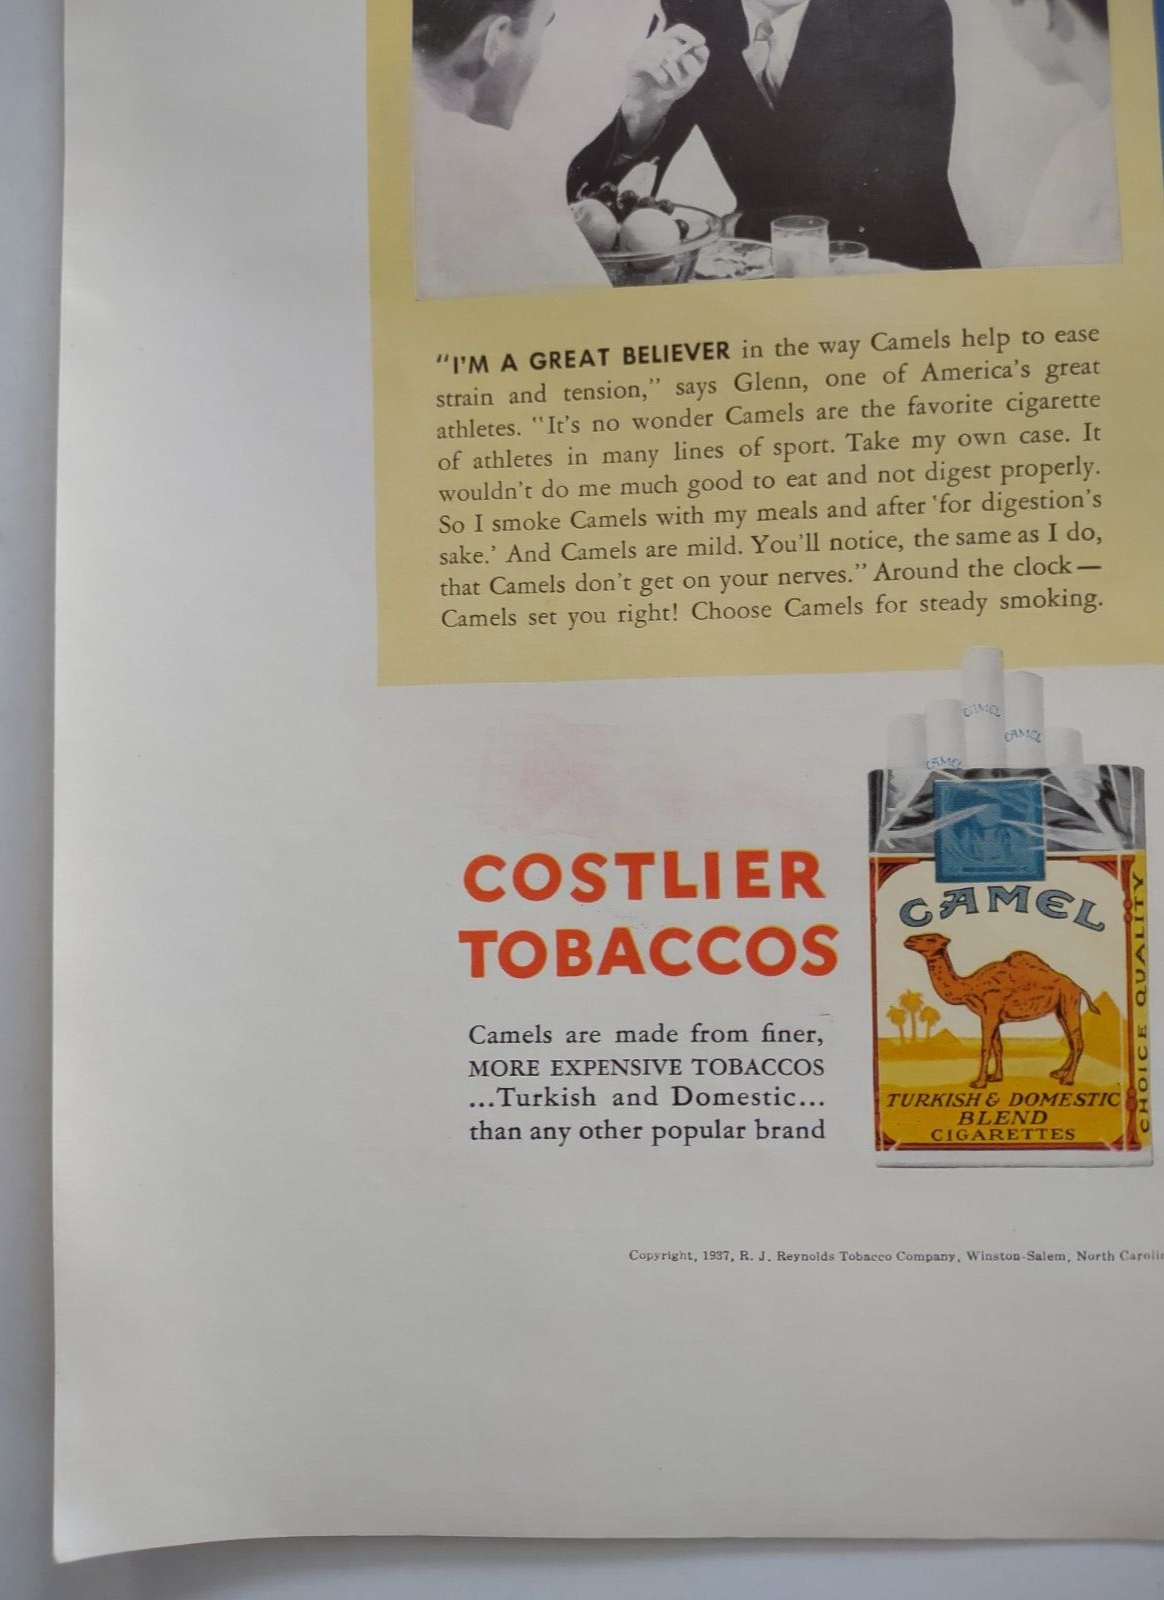 "I'M A GREAT BELIEVER in the way Camels help to ease
strain and tension," says Glenn, one of America's great
athletes. "It's no wonder Camels are the favorite cigarette
of athletes in many lines of sport. Take my own case. It
wouldn't do me much good to eat and not digest properly.
So I smoke Camels with my meals and after 'for digestion's
sake.' And Camels are mild. You'll notice, the same as I do,
that Camels don't get on your nerves." Around the clock—
Camels set you right! Choose Camels for steady smoking.
CAMEL
CAMEL
CAMEL
COSTLIER
TOBACCOS
Camels are made from finer,
MORE EXPENSIVE TOBACCOS
...Turkish and Domestic...
than any other popular brand
CAMEL
TURKISH & DOMESTIC
BLEND
CIGARETTES
CHOICE QUALITY
Copyright, 1937, R. J. Reynolds Tobacco Company, Winston-Salem, North Carolin